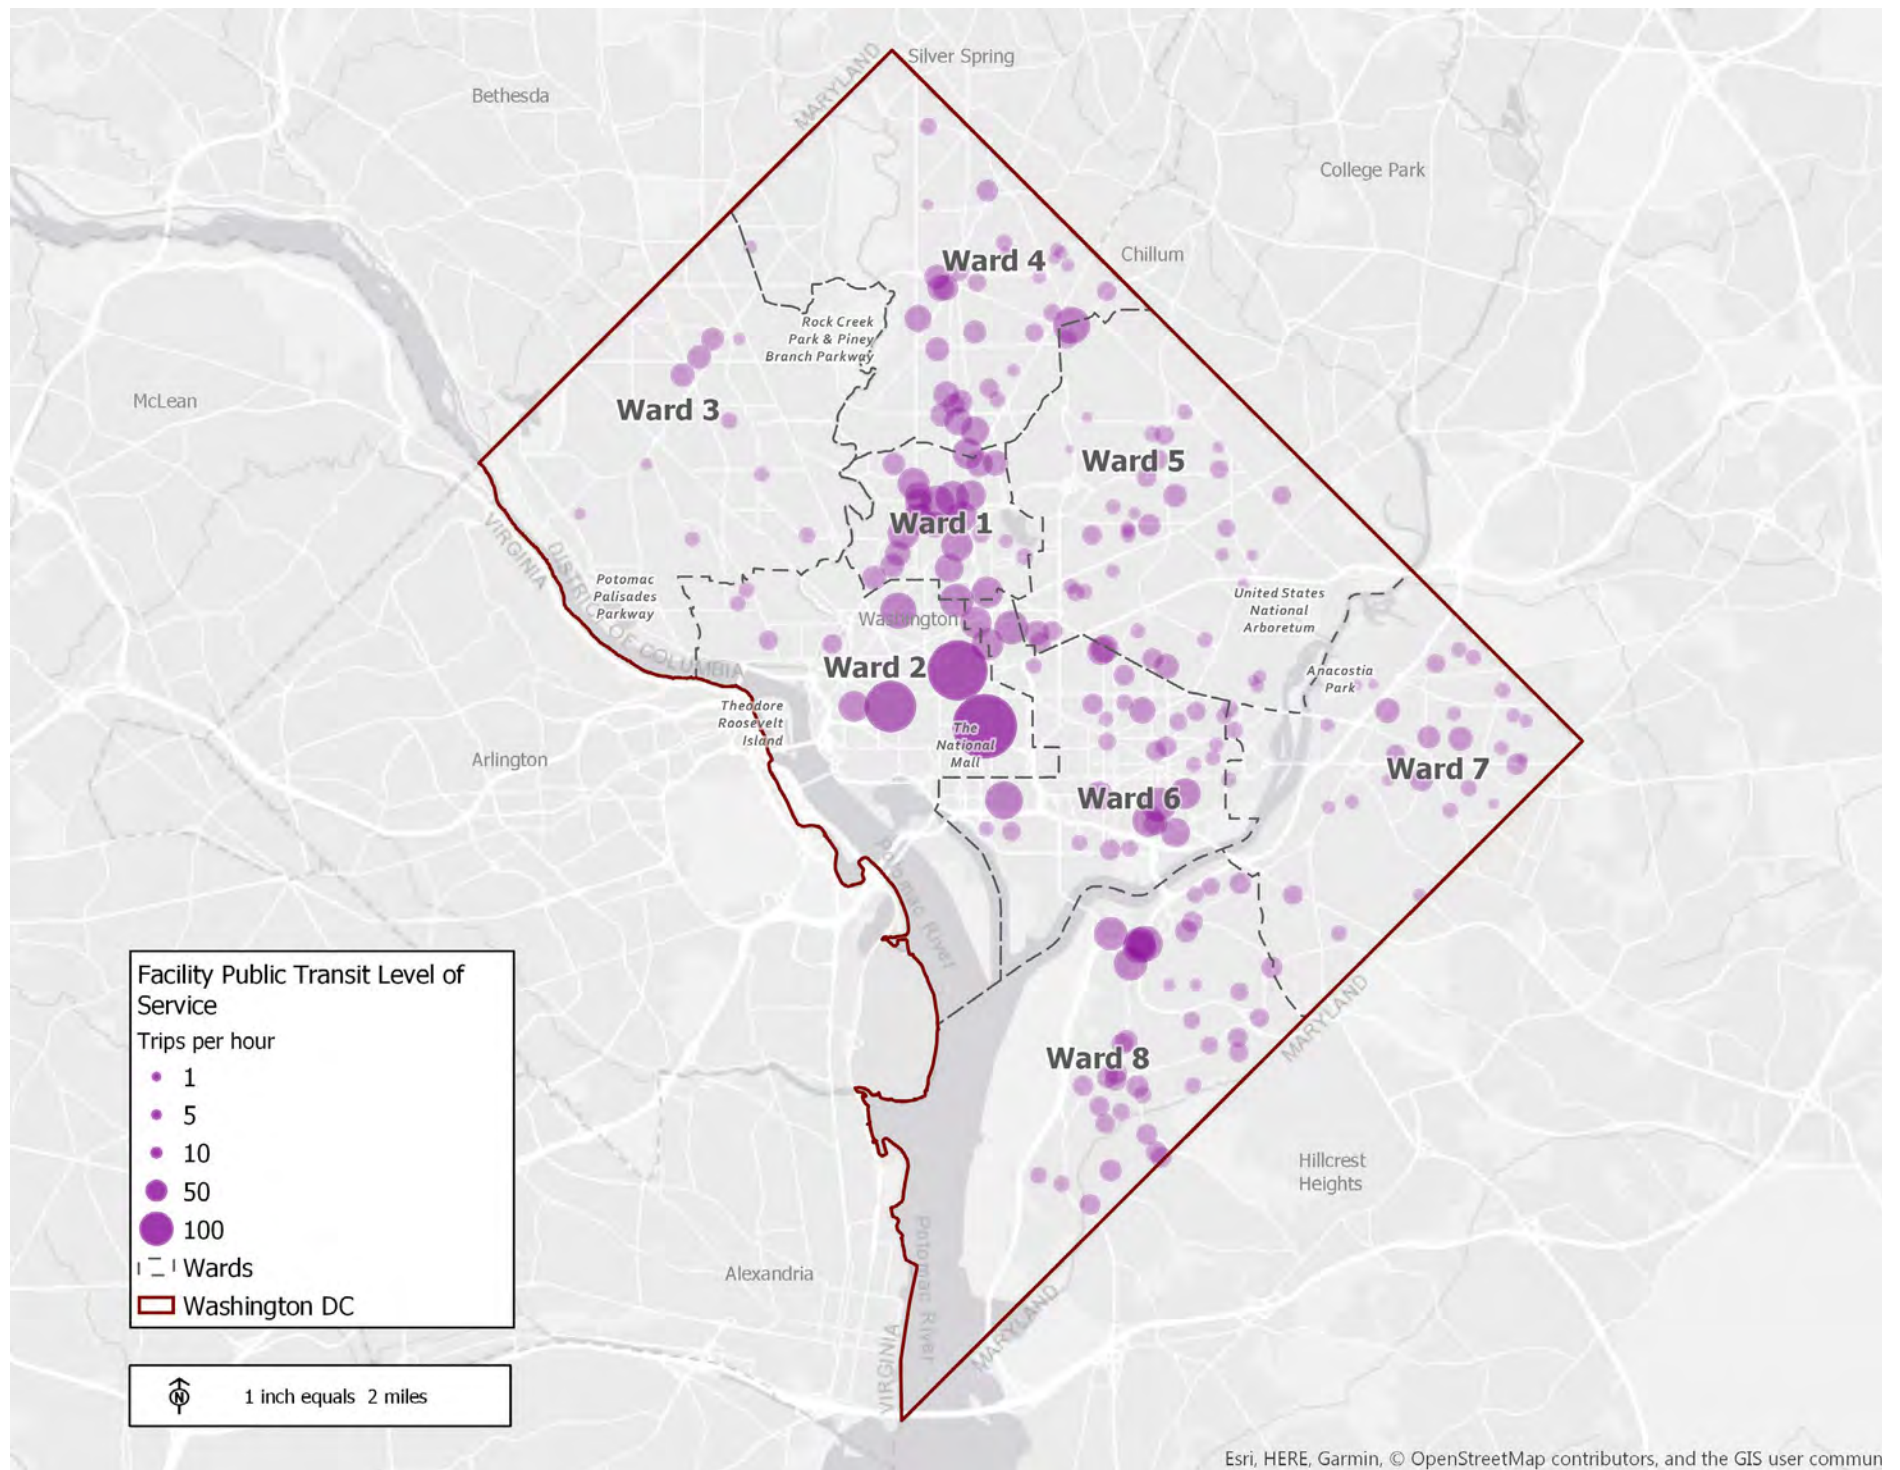 Silver Spring
MARYLAND
Bethesda
College Park
Ward 4
Chillum
Rock Creek
Park & Piney
Branch Parkway
McLean
Ward 3
Ward 5
Ward 1
VIRGINIA
DISTRICT OF COLUMBIA
Potomac
Palisades
Parkway
United States
National
Arboretum
Washington
Ward 2
Anacostia
Park
Theodore
Roosevelt
Island
The
National
Mall
Arlington
Ward 7
Ward 6
Potomac River
Facility Public Transit Level of
Service
Trips per hour
1
5
10
50
100
Wards
Washington DC
MARYLAND
Ward 8
Hillcrest
Heights
Alexandria
Potomac River
MARYLAND
VIRGINIA
N
1 inch equals 2 miles
Esri, HERE, Garmin, © OpenStreetMap contributors, and the GIS user commun